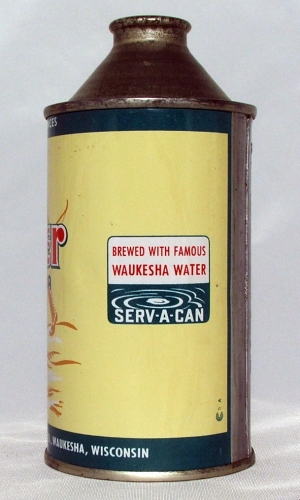 BREWED WITH FAMOUS
WAUKESHA WATER
SERV-A-CAN
WAUKESHA, WISCONSIN